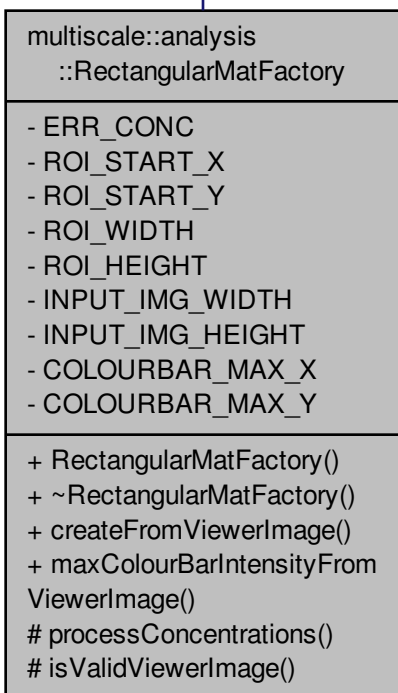 multiscale::analysis
::RectangularMatFactory
- ERR_CONC
- ROI_START_X
- ROI_START_Y
- ROI_WIDTH
- ROI_HEIGHT
- INPUT_IMG_WIDTH
- INPUT_IMG_HEIGHT
- COLOURBAR_MAX_X
- COLOURBAR_MAX_Y
+ RectangularMatFactory()
+ ~RectangularMatFactory()
+ createFromViewerImage()
+ maxColourBarIntensityFrom
ViewerImage()
# processConcentrations()
# isValidViewerImage()